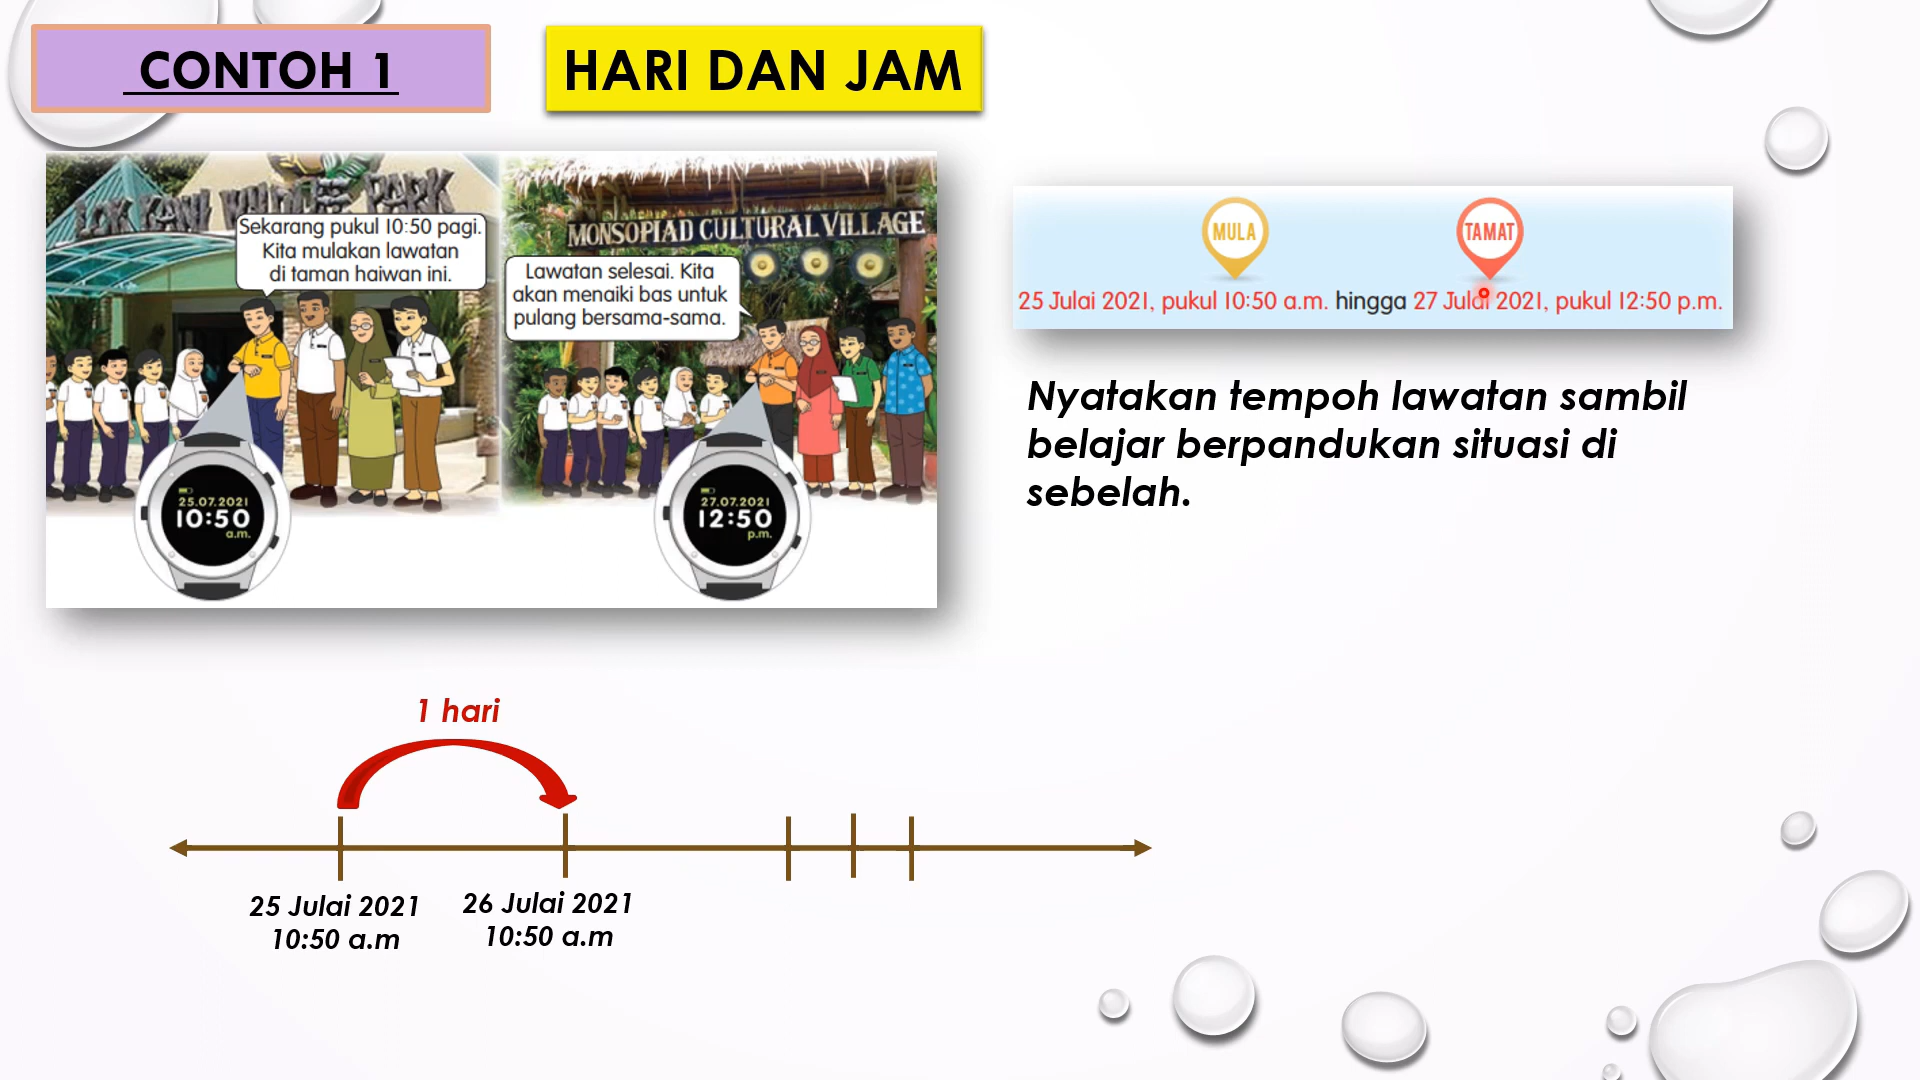 CONTOH 1
HARI DAN JAM
LOK KAWI WILDLIFE PARK
Sekarang pukul 10:50 pagi.
Kita mulakan lawatan
di taman haiwan ini.
MONSOPIAD CULTURAL VILLAGE
Lawatan selesai. Kita
akan menaiki bas untuk
pulang bersama-sama.
25.07.2021
10:50
a.m.
27.07.2021
12:50
p.m.
MULA
TAMAT
25 Julai 2021, pukul 10:50 a.m. hingga 27 Julai 2021, pukul 12:50 p.m.
Nyatakan tempoh lawatan sambil
belajar berpandukan situasi di
sebelah.
1 hari
25 Julai 2021
10:50 a.m
26 Julai 2021
10:50 a.m